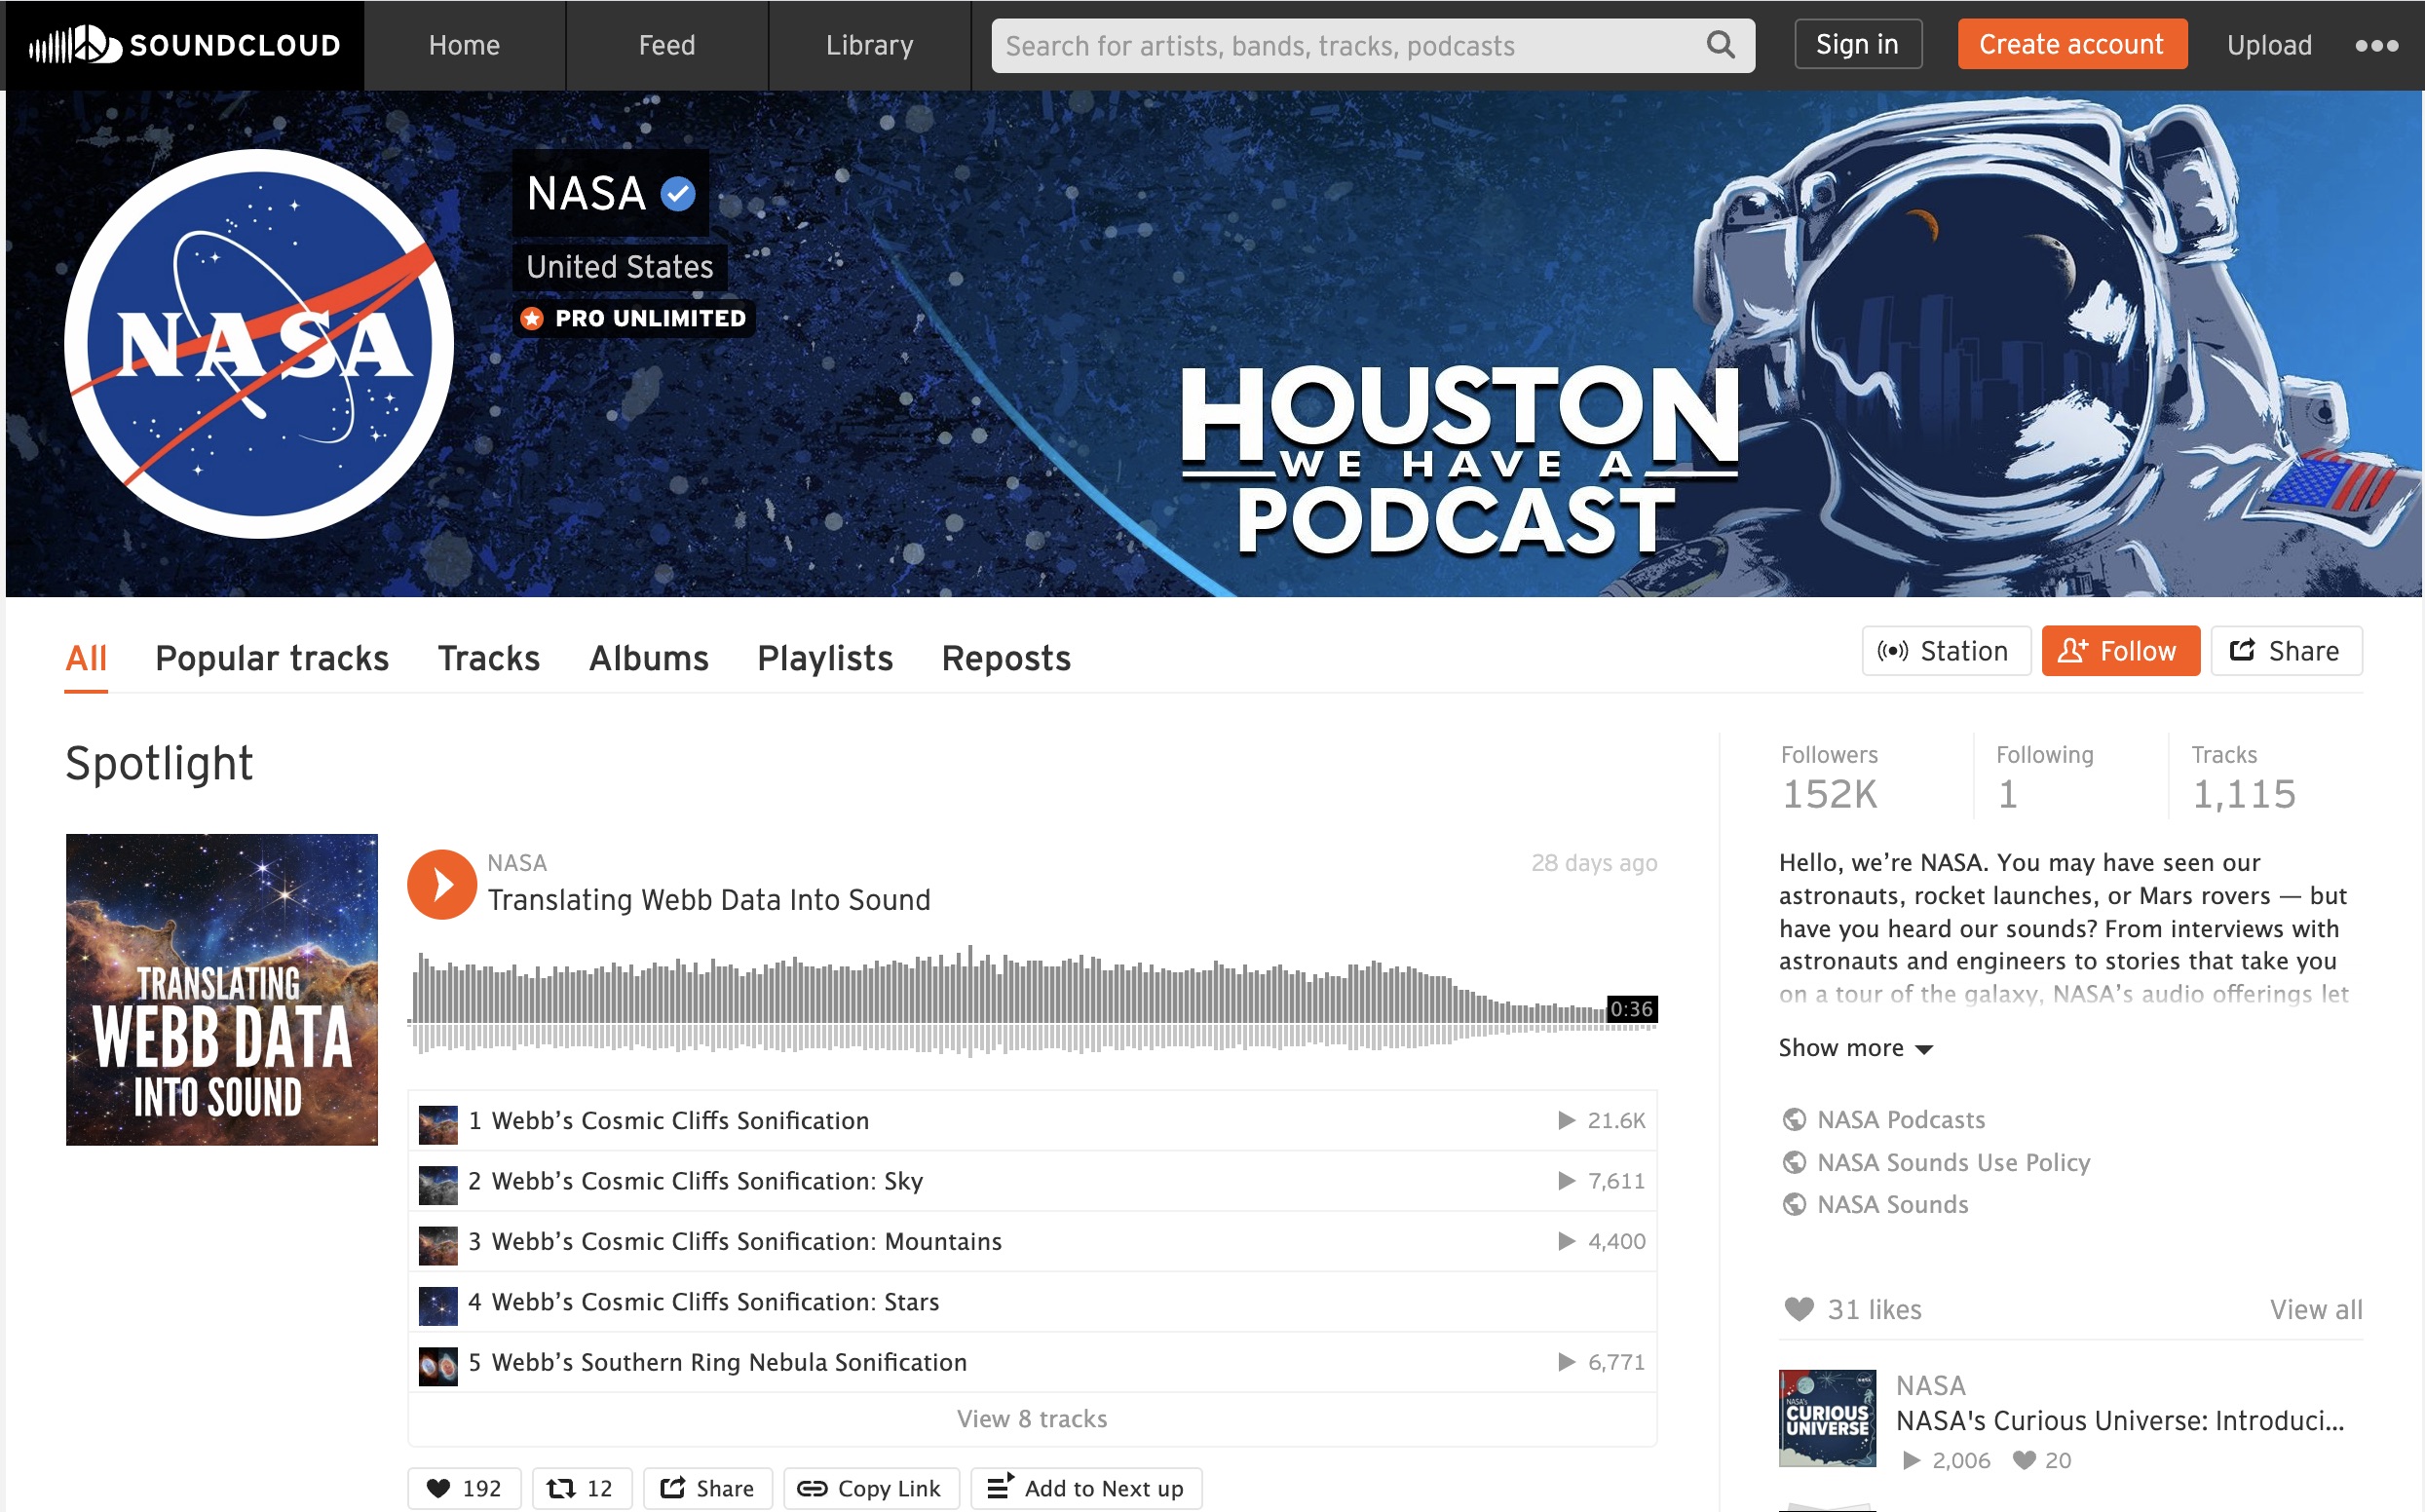 SOUNDCLOUD
Home
Feed
Library
Search for artists, bands, tracks, podcasts
Sign in
Create account
Upload
NASA
NASA
United States
PRO UNLIMITED
HOUSTON
WE HAVE A
PODCAST
All
Popular tracks
Tracks
Albums
Playlists
Reposts
Station
Follow
Share
Spotlight
TRANSLATING
WEBB DATA
INTO SOUND
NASA
28 days ago
Translating Webb Data Into Sound
0:36
1 Webb’s Cosmic Cliffs Sonification
21.6K
2 Webb’s Cosmic Cliffs Sonification: Sky
7,611
3 Webb’s Cosmic Cliffs Sonification: Mountains
4,400
4 Webb’s Cosmic Cliffs Sonification: Stars
5 Webb’s Southern Ring Nebula Sonification
6,771
View 8 tracks
192
12
Share
Copy Link
Add to Next up
Followers
152K
Following
1
Tracks
1,115
Hello, we’re NASA. You may have seen our
astronauts, rocket launches, or Mars rovers — but
have you heard our sounds? From interviews with
astronauts and engineers to stories that take you
on a tour of the galaxy, NASA’s audio offerings let
Show more
NASA Podcasts
NASA Sounds Use Policy
NASA Sounds
31 likes
View all
NASA's
CURIOUS
UNIVERSE
NASA
NASA's Curious Universe: Introduci...
2,006
20